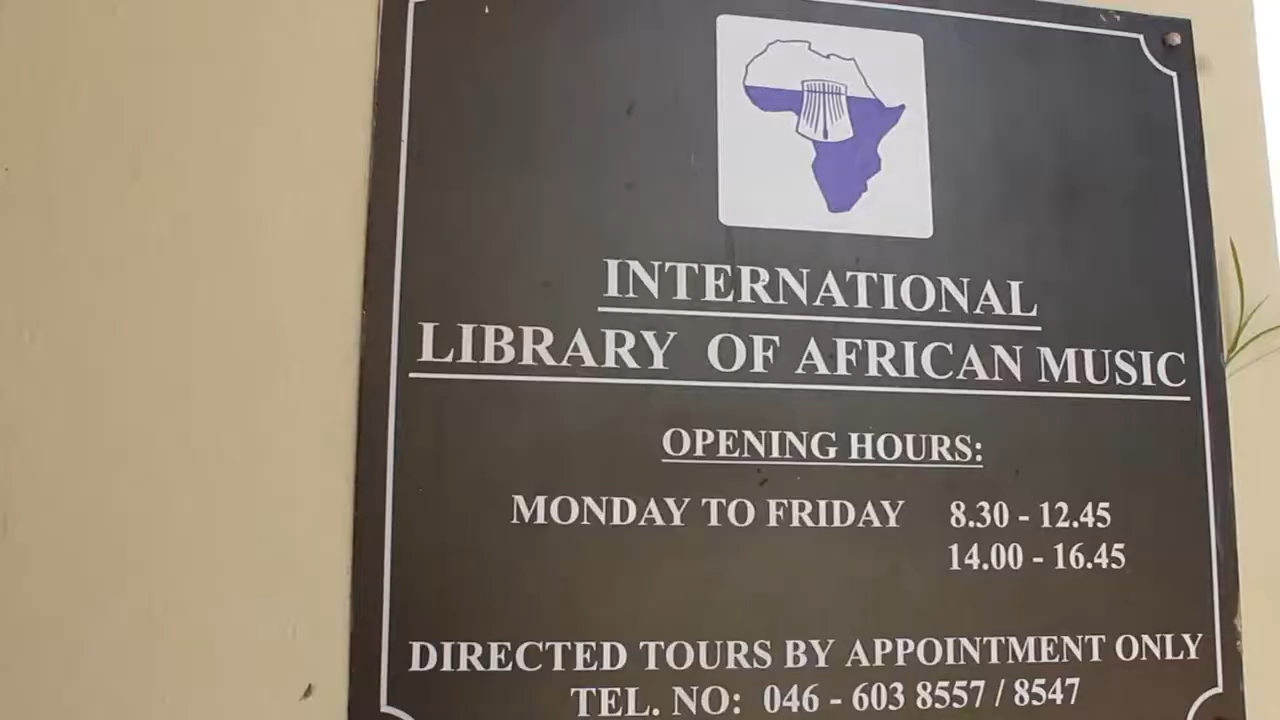 INTERNATIONAL
LIBRARY OF AFRICAN MUSIC
OPENING HOURS:
MONDAY TO FRIDAY 8.30 - 12.45
14.00 - 16.45
DIRECTED TOURS BY APPOINTMENT ONLY
TEL. NO: 046 - 603 8557 / 8547